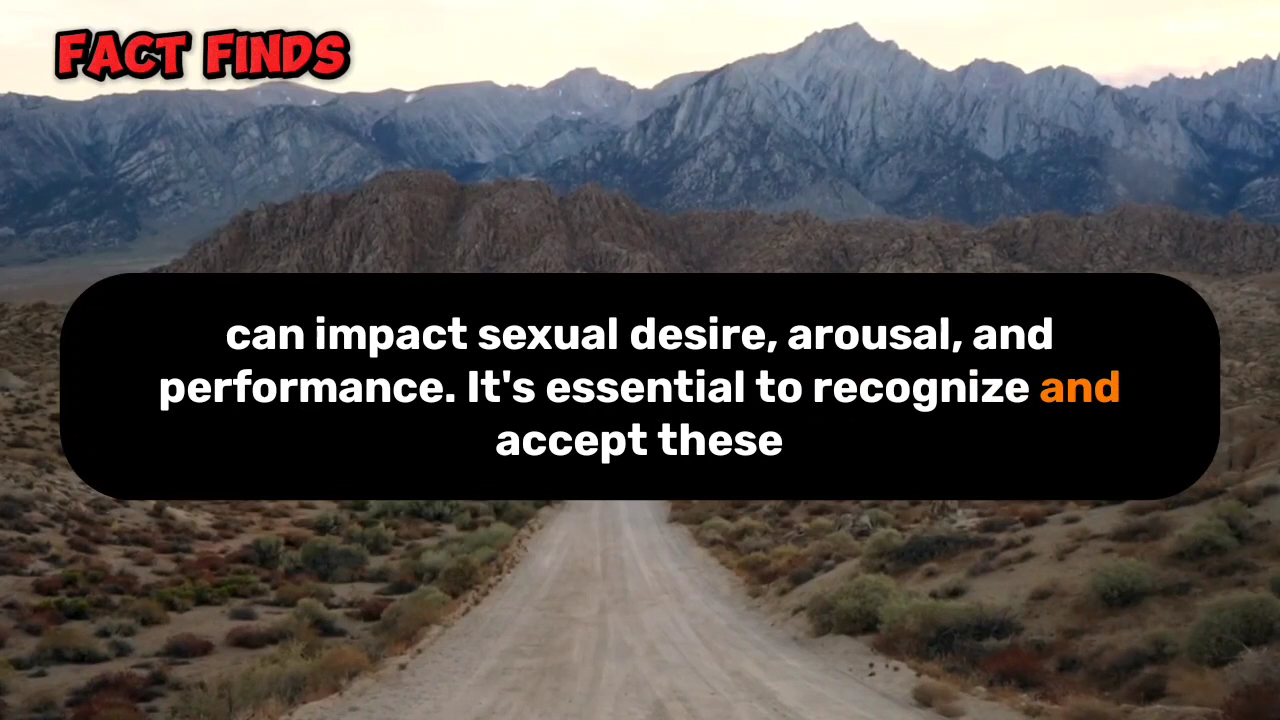 FACT FINDS
can impact sexual desire, arousal, and
performance. It's essential to recognize and
accept these